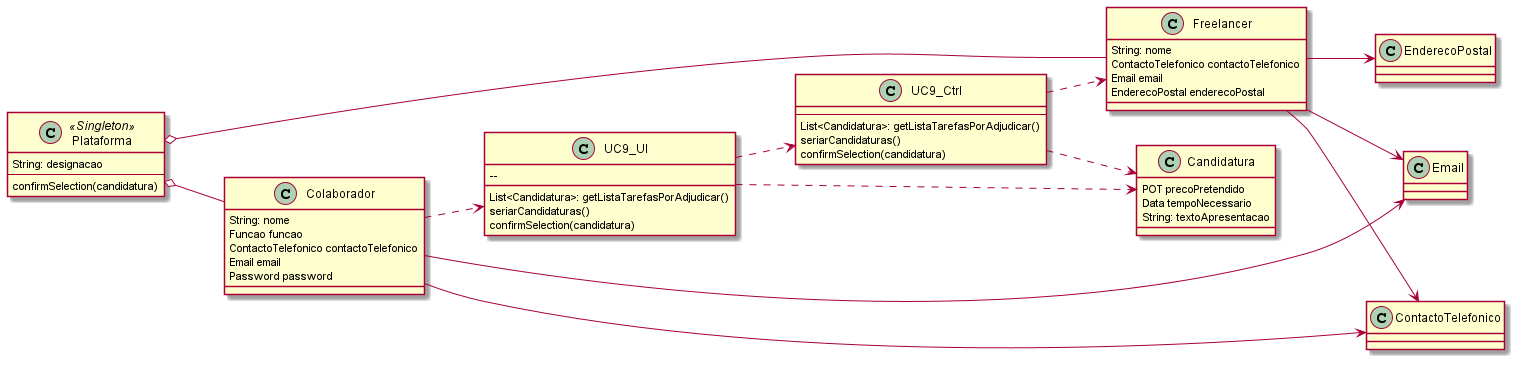 C «Singleton»
Plataforma
String: designacao
confirmSelection(candidatura)
C Colaborador
String: nome
Funcao funcao
ContactoTelefonico contactoTelefonico
Email email
Password password
C UC9_UI
--
List<Candidatura>: getListaTarefasPorAdjudicar()
seriarCandidaturas()
confirmSelection(candidatura)
C UC9_Ctrl
List<Candidatura>: getListaTarefasPorAdjudicar()
seriarCandidaturas()
confirmSelection(candidatura)
C Freelancer
String: nome
ContactoTelefonico contactoTelefonico
Email email
EnderecoPostal enderecoPostal
C Candidatura
POT precoPretendido
Data tempoNecessario
String: textoApresentacao
C EnderecoPostal
C Email
C ContactoTelefonico